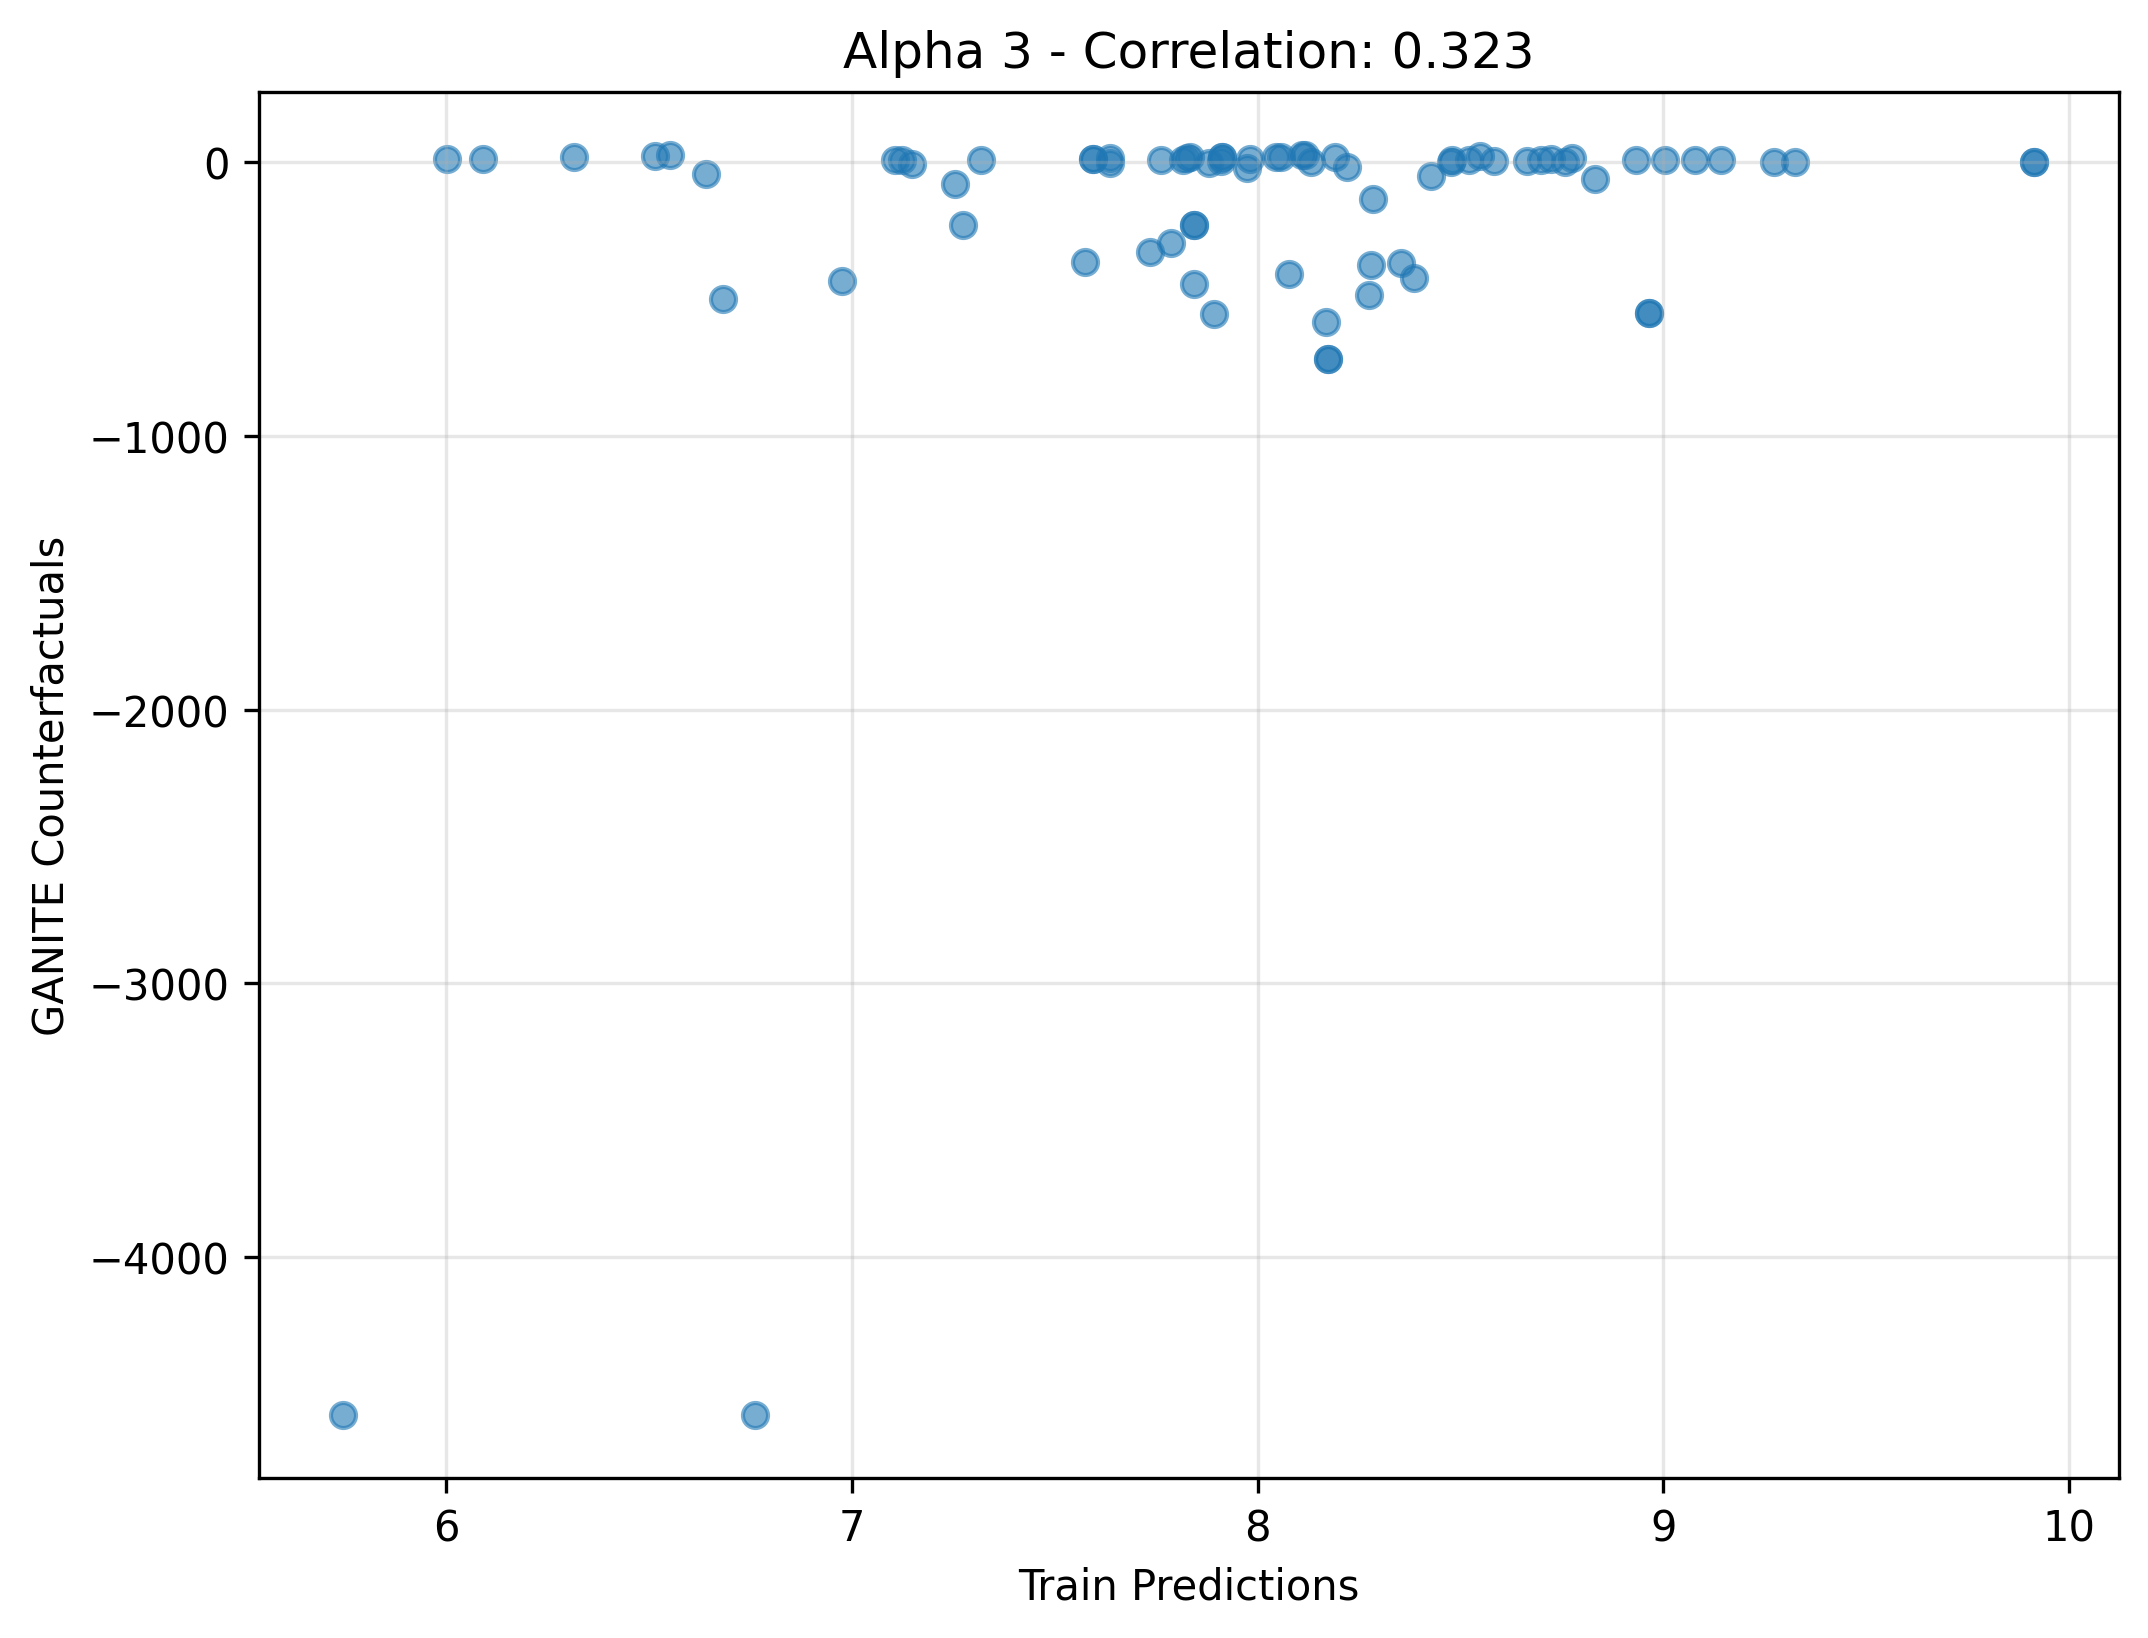 Alpha 3 - Correlation: 0.323
0
−1000
−2000
−3000
−4000
GANITE Counterfactuals
6 7 8 9 10
Train Predictions